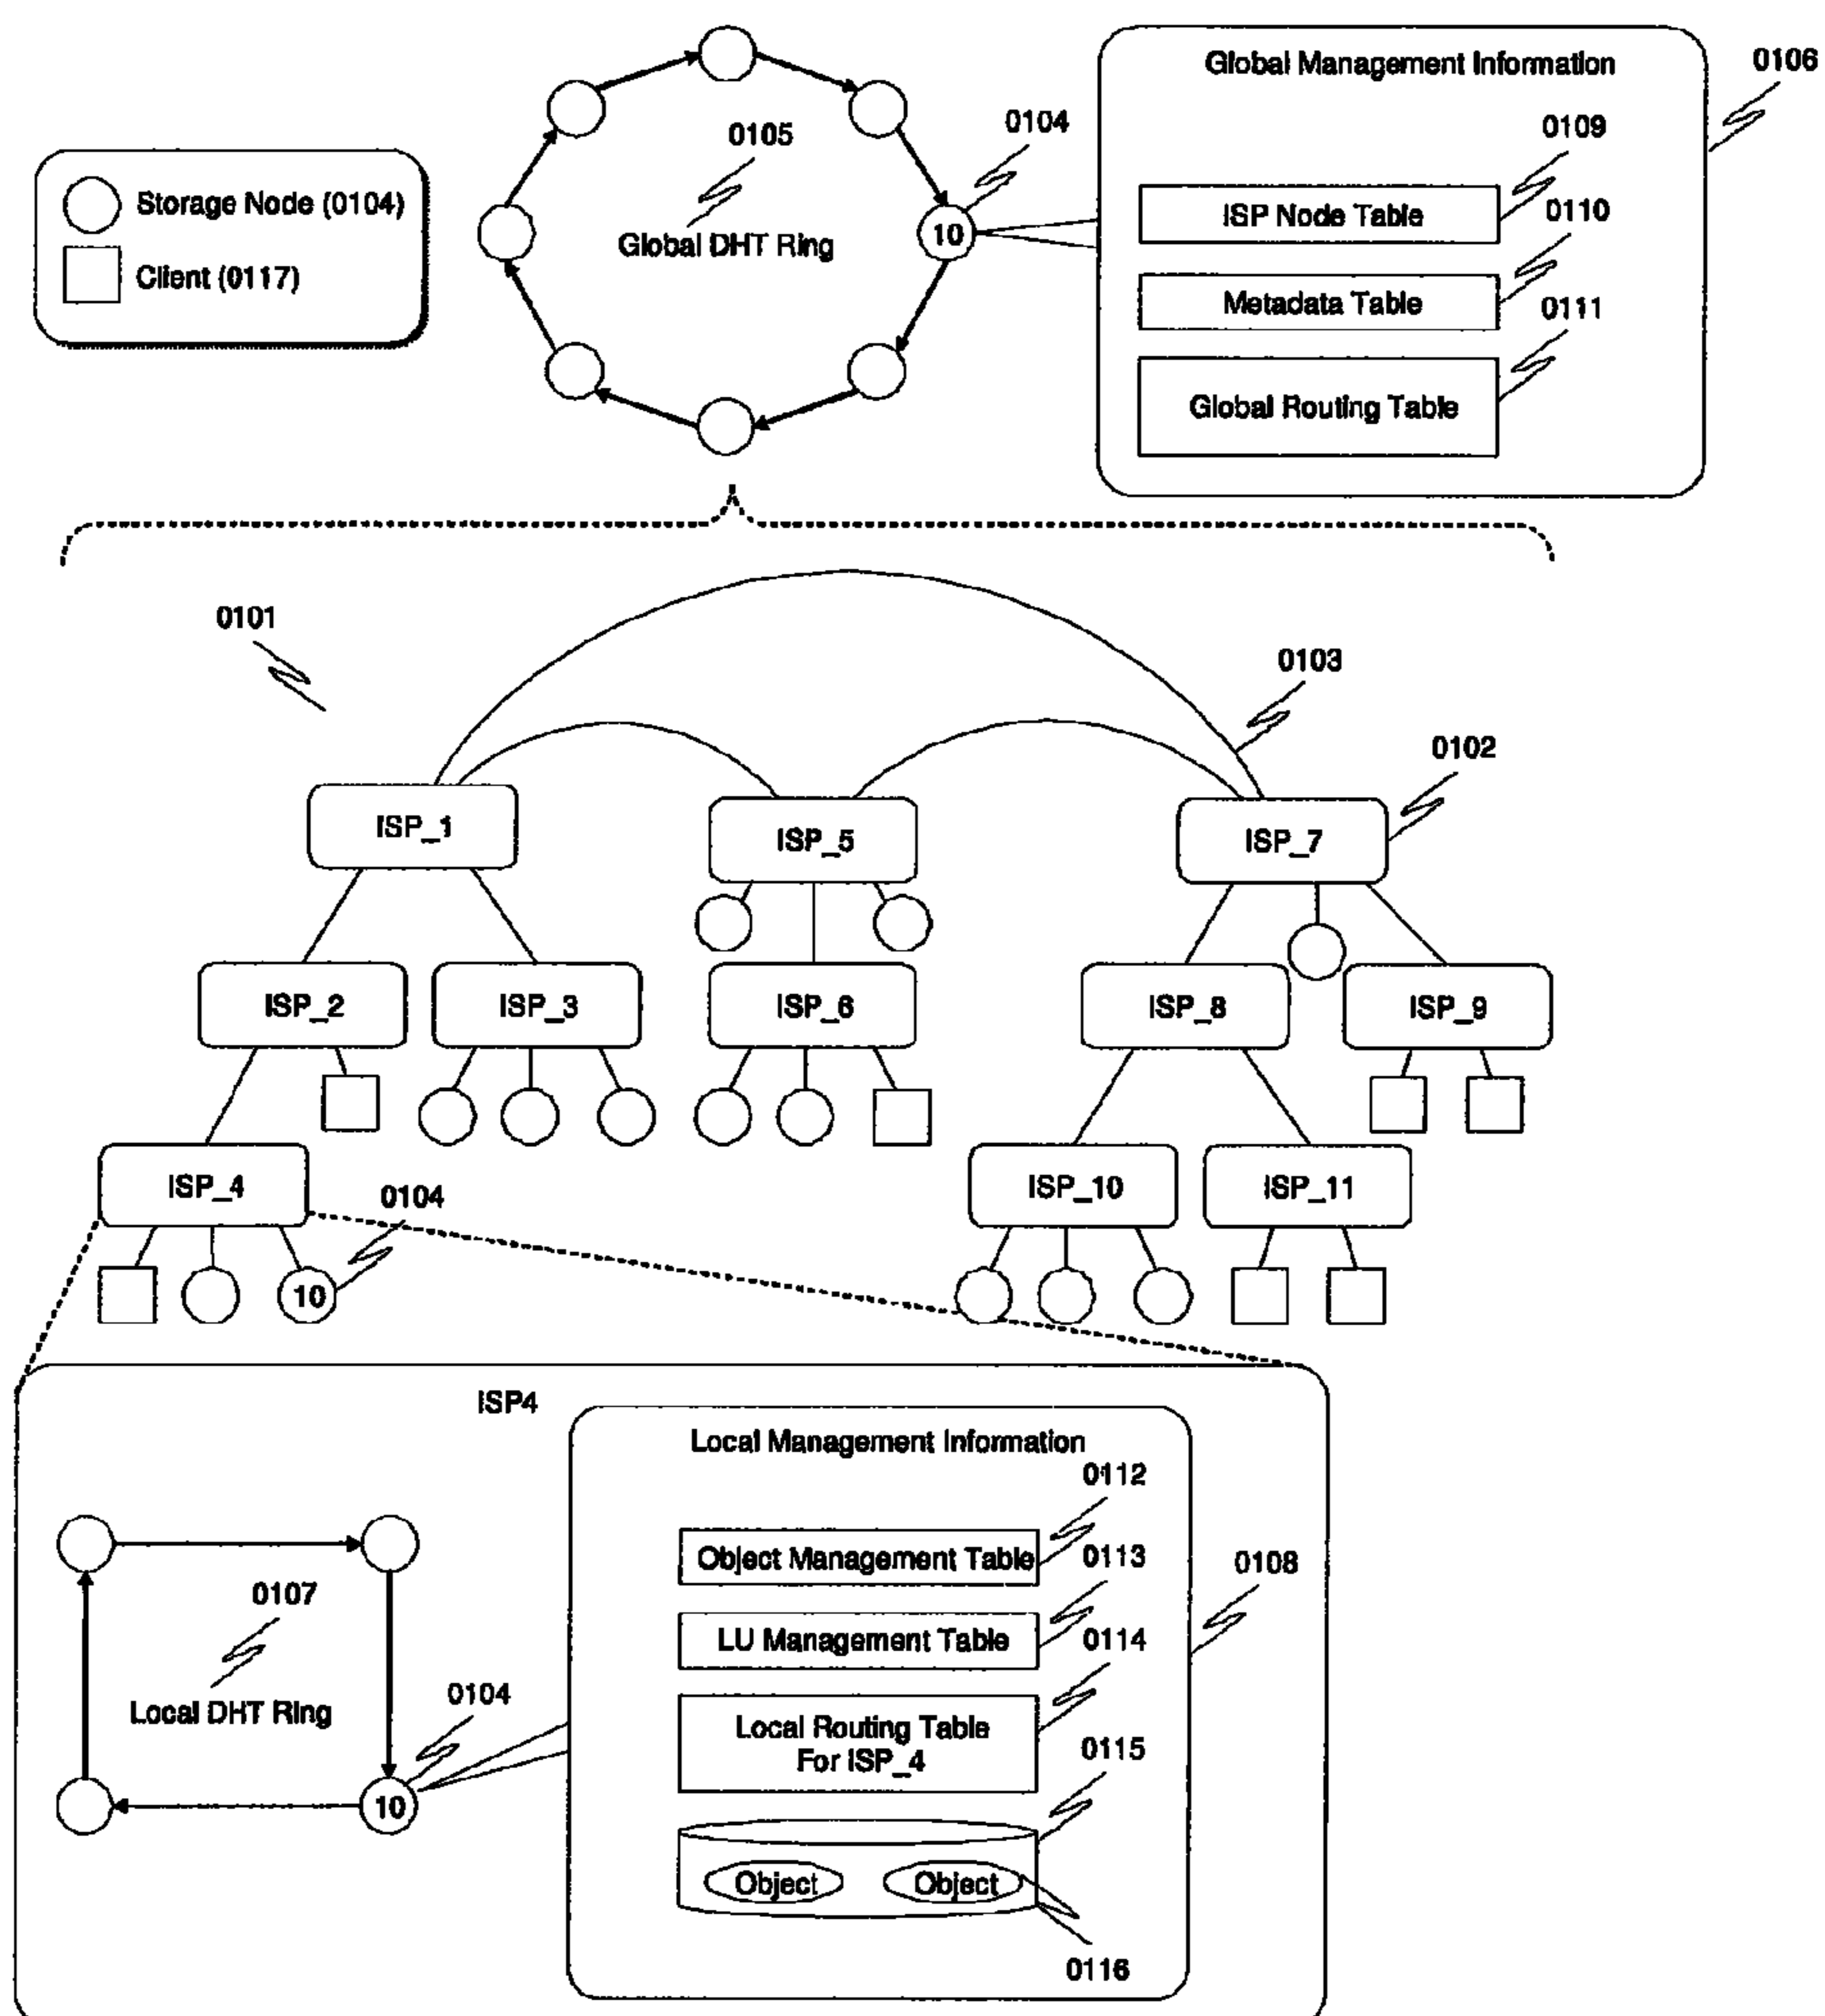 Global Management Information
0106
0109
ISP Node Table
0110
Metadata Table
0111
Global Routing Table
0105
Global DHT Ring
0104
10
Storage Node (0104)
Client (0117)
0101
0103
0102
ISP_1
ISP_5
ISP_7
ISP_2
ISP_3
ISP_6
ISP_8
ISP_9
ISP_4
0104
ISP_10
ISP_11
10
ISP4
Local Management Information
0112
Object Management Table
0113
0108
LU Management Table
0114
Local Routing Table
For ISP_4
0115
Object
Object
0116
0107
Local DHT Ring
0104
10